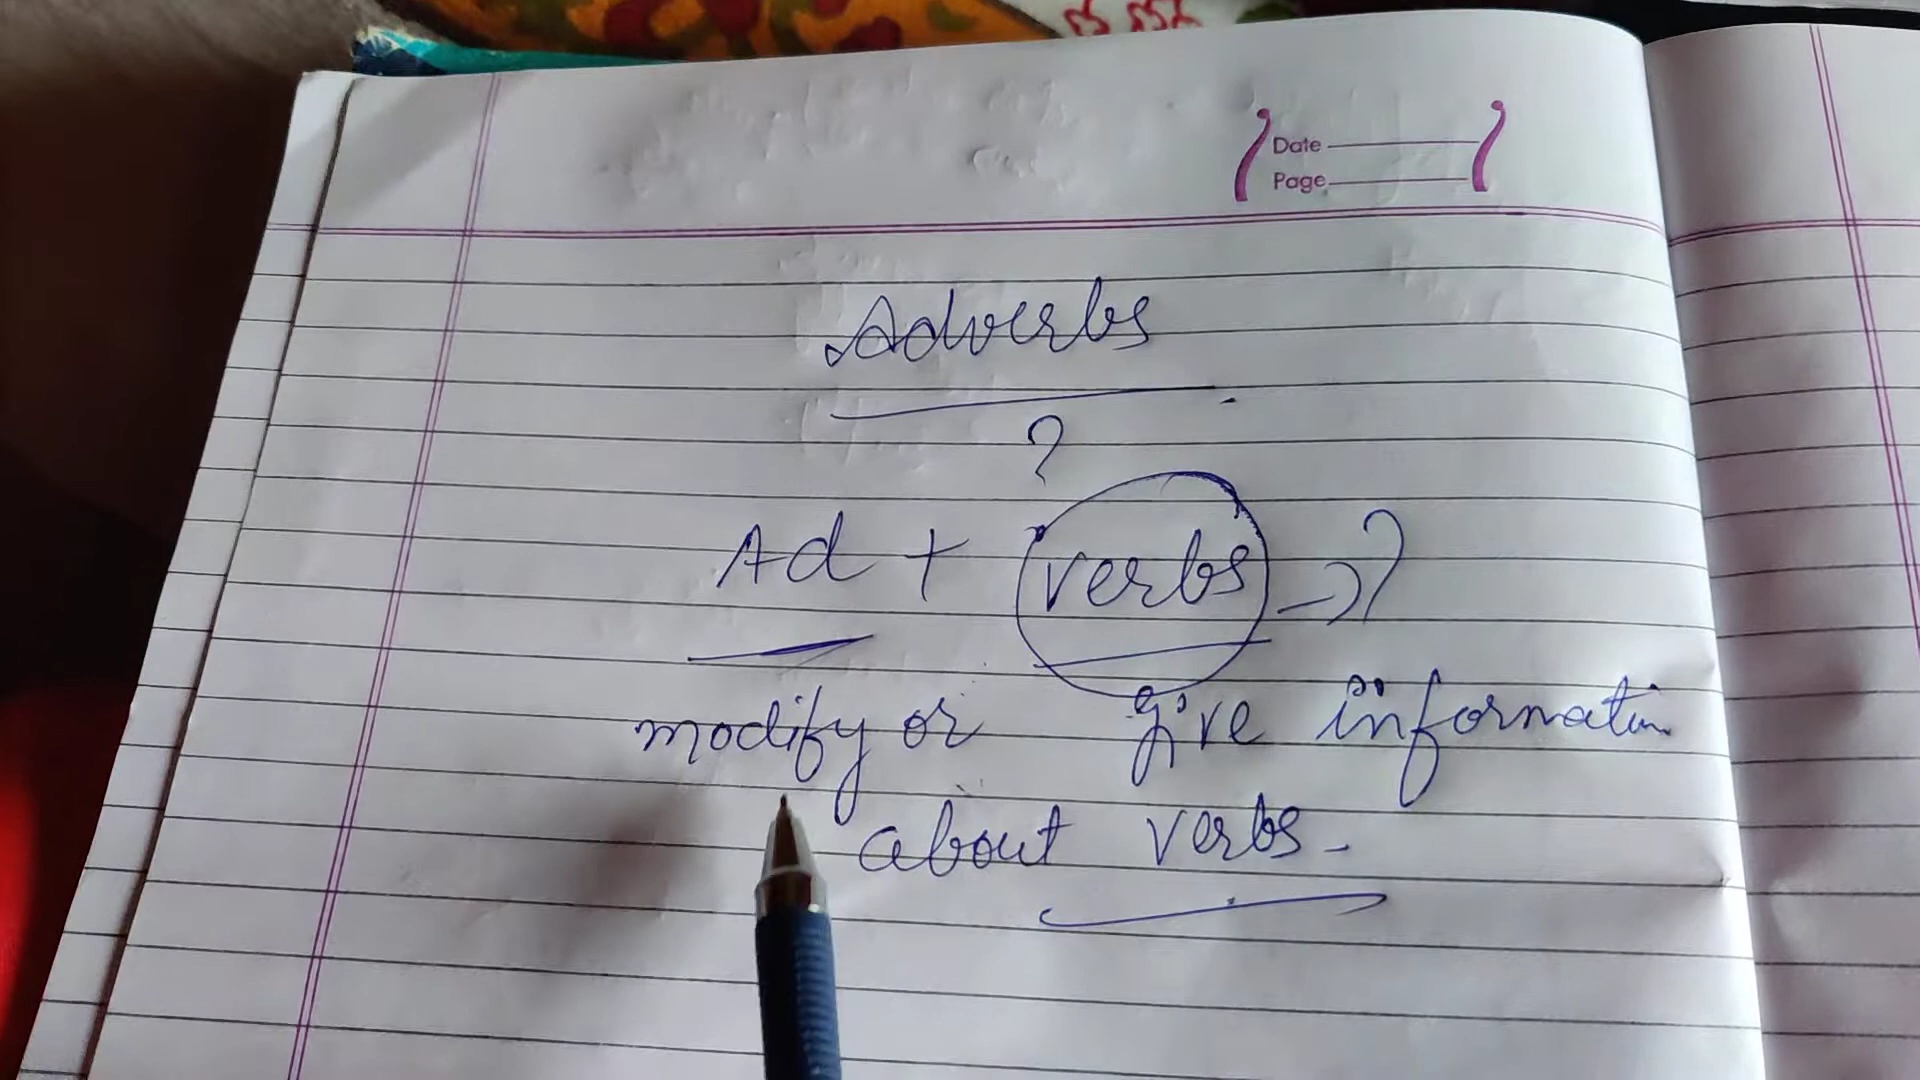 Date
Page
Adverbs
?
Ad + verbs → ?
modify or give information
about verbs.